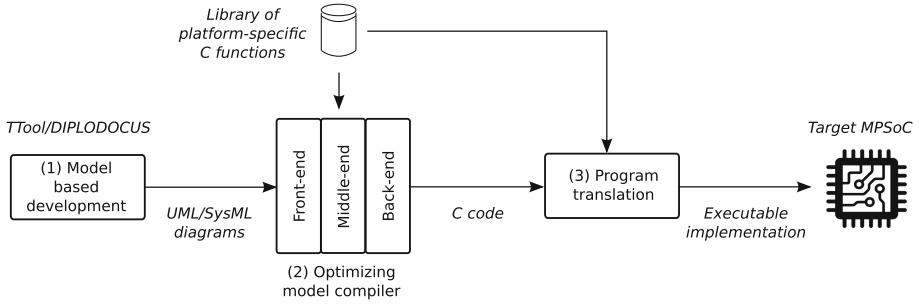 Library of
platform-specific
C functions
TTool/DIPLODOCUS
(1) Model
based
development
UML/SysML
diagrams
Front-end
Middle-end
Back-end
(2) Optimizing
model compiler
C code
(3) Program
translation
Executable
implementation
Target MPSoC